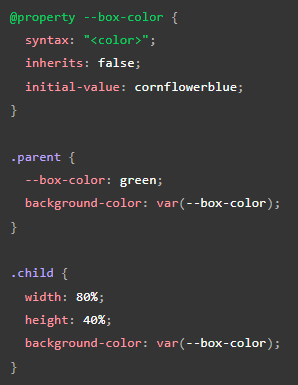 @property --box-color {
  syntax: "<color>";
  inherits: false;
  initial-value: cornflowerblue;
}

.parent {
  --box-color: green;
  background-color: var(--box-color);
}

.child {
  width: 80%;
  height: 40%;
  background-color: var(--box-color);
}